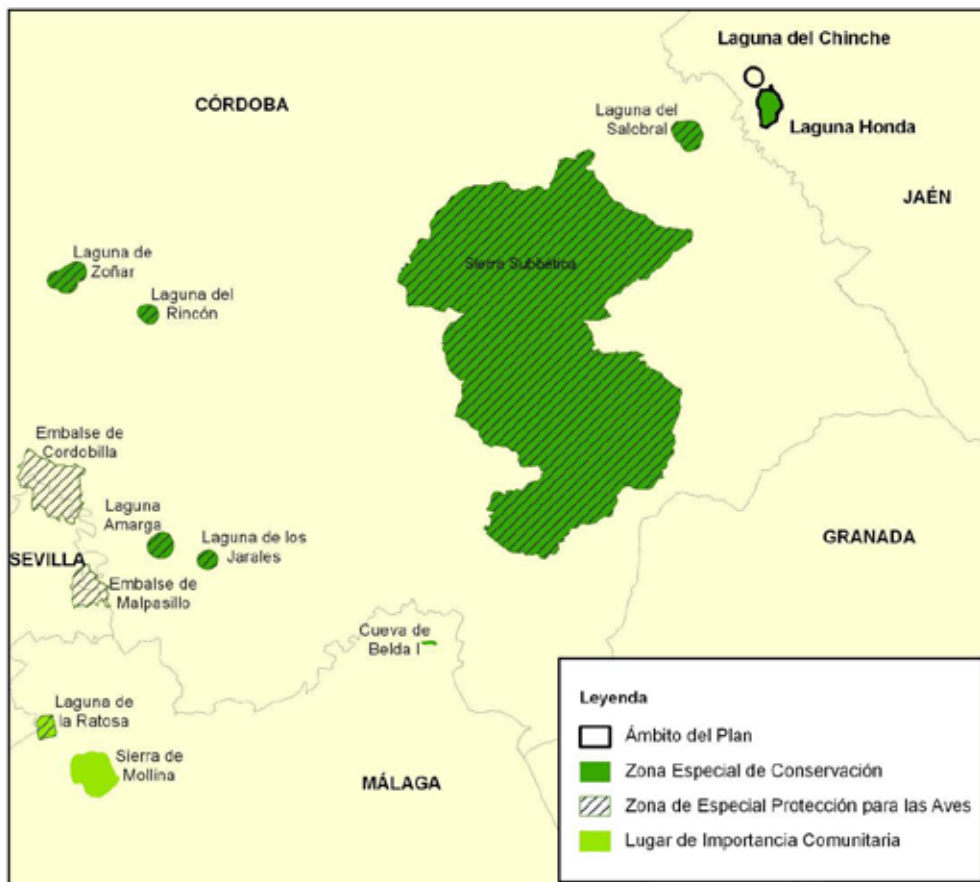 Laguna del Chinche
CÓRDOBA
Laguna del
Salobral
Laguna Honda
JAÉN
Laguna de
Zoñar
Sierra Subbética
Laguna del
Rincón
Embalse de
Cordobilla
Laguna
Amarga
Laguna de los
Jarales
GRANADA
SEVILLA
Embalse de
Malpasillo
Cueva de
Belda I
Laguna de
la Ratosa
Sierra de
Mollina
MÁLAGA
Leyenda
Ámbito del Plan
Zona Especial de Conservación
Zona de Especial Protección para las Aves
Lugar de Importancia Comunitaria